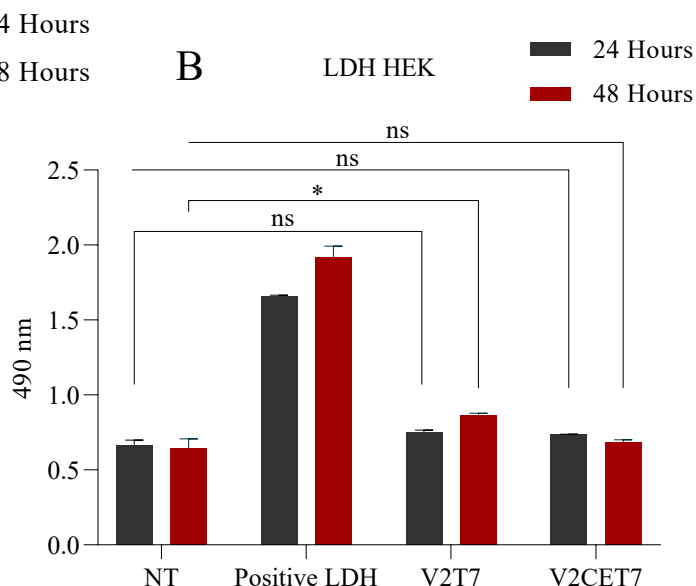 4 Hours
8 Hours
B
LDH HEK
24 Hours
48 Hours
ns
ns
*
ns
2.5
2.0
1.5
1.0
0.5
0.0
490 nm
NT Positive LDH V2T7 V2CET7